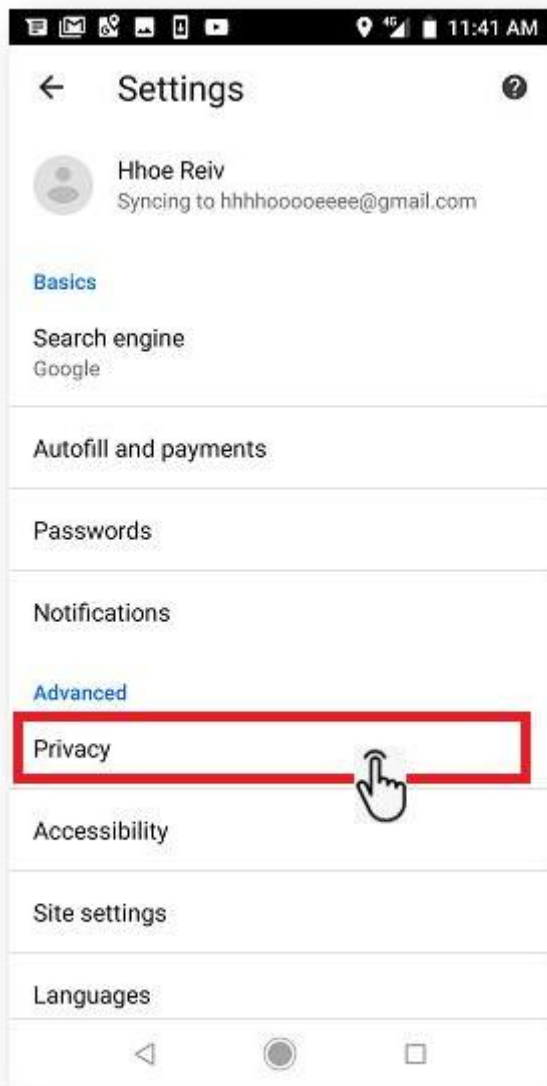 4G 11:41 AM
Settings
Hhoe Reiv
Syncing to hhhhooooeeee@gmail.com
Basics
Search engine
Google
Autofill and payments
Passwords
Notifications
Advanced
Privacy
Accessibility
Site settings
Languages